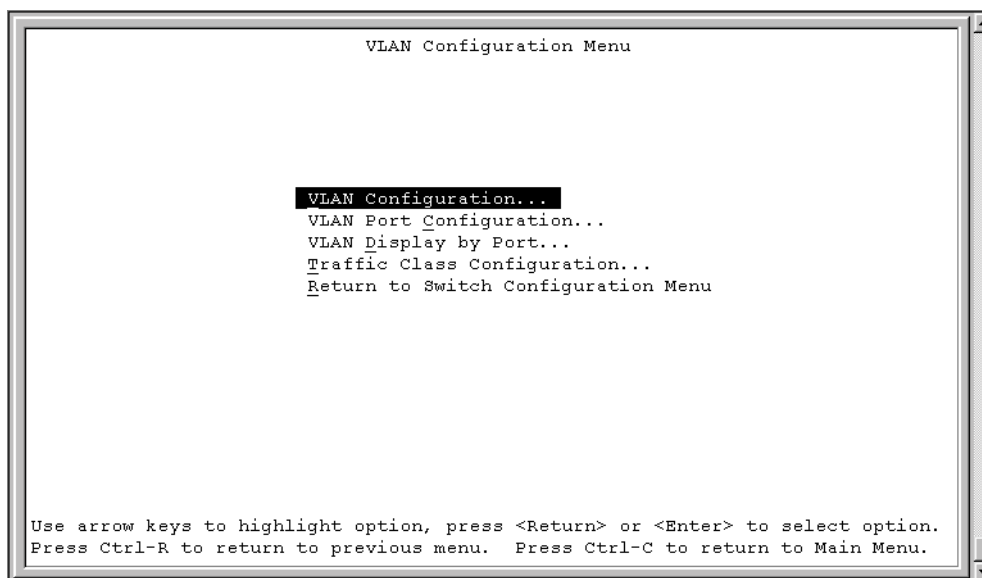 VLAN Configuration Menu
VLAN Configuration...
VLAN Port Configuration...
VLAN Display by Port...
Traffic Class Configuration...
Return to Switch Configuration Menu
Use arrow keys to highlight option, press <Return> or <Enter> to select option.
Press Ctrl-R to return to previous menu.  Press Ctrl-C to return to Main Menu.